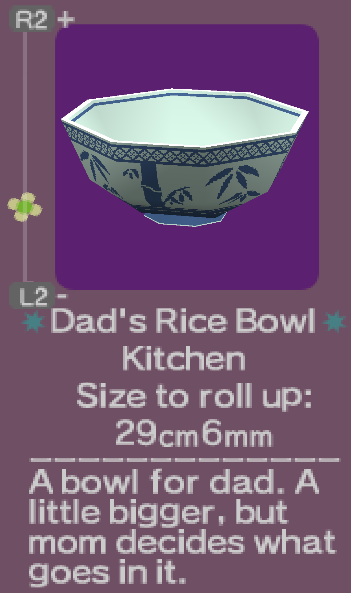 R2 +
L2 -
Dad's Rice Bowl
Kitchen
Size to roll up:
29cm6mm
A bowl for dad. A
little bigger, but
mom decides what
goes in it.